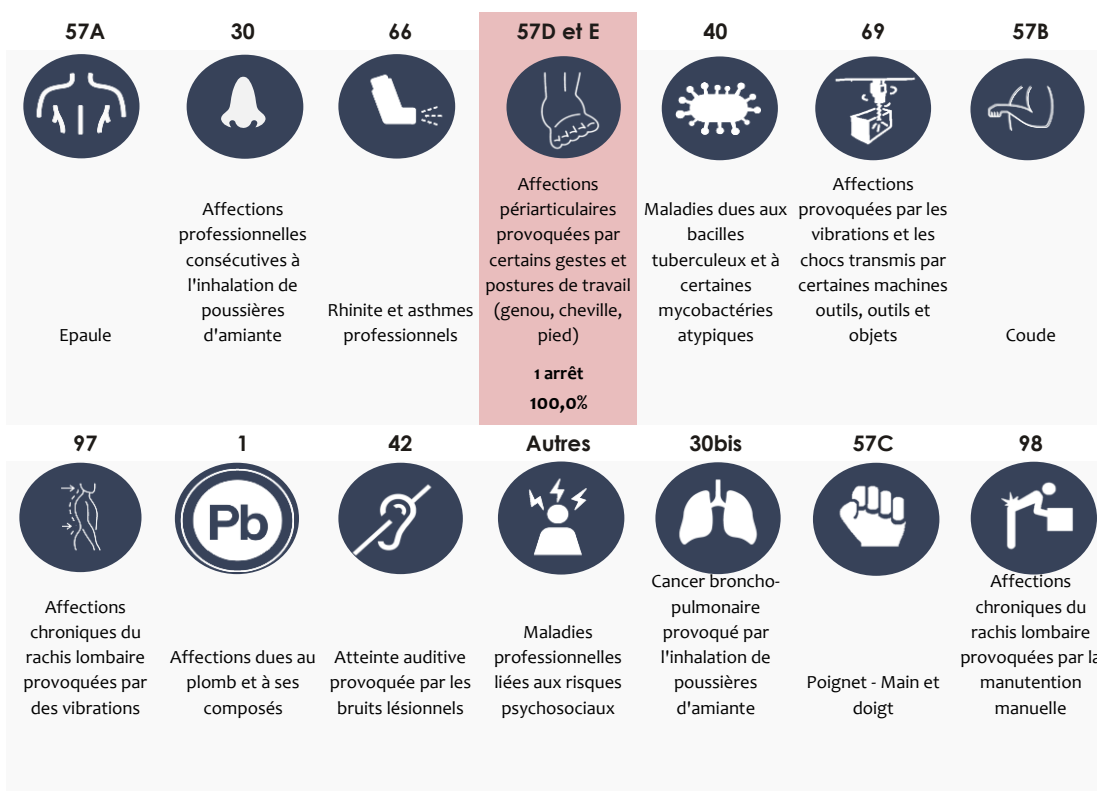 57A
30
66
57D et E
40
69
57B
Epaule
Affections
professionnelles
consécutives à
l'inhalation de
poussières
d'amiante
Rhinite et asthmes
professionnels
Affections
périarticulaires
provoquées par
certains gestes et
postures de travail
(genou, cheville,
pied)
1 arrêt
100,0%
Maladies dues aux
bacilles
tuberculeux et à
certaines
mycobactéries
atypiques
Affections
provoquées par les
vibrations et les
chocs transmis par
certaines machines
outils, outils et
objets
Coude
97
1
42
Autres
30bis
57C
98
Pb
Affections
chroniques du
rachis lombaire
provoquées par
des vibrations
Affections dues au
plomb et à ses
composés
Atteinte auditive
provoquée par les
bruits lésionnels
Maladies
professionnelles
liées aux risques
psychosociaux
Cancer broncho-
pulmonaire
provoqué par
l'inhalation de
poussières
d'amiante
Poignet - Main et
doigt
Affections
chroniques du
rachis lombaire
provoquées par la
manutention
manuelle